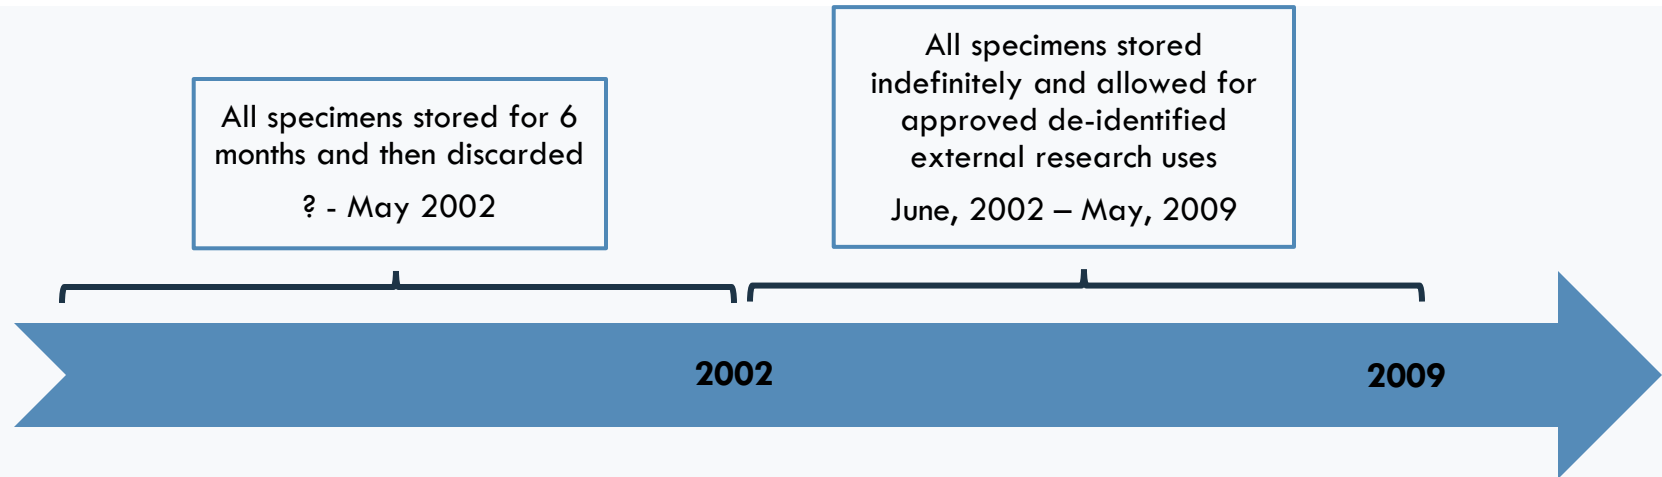 All specimens stored for 6
months and then discarded
? - May 2002
All specimens stored
indefinitely and allowed for
approved de-identified
external research uses
June, 2002 – May, 2009
2002
2009